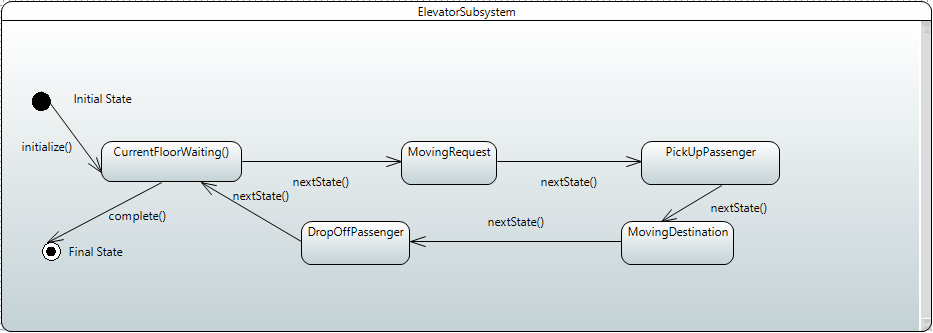 ElevatorSubsystem
Initial State
initialize()
CurrentFloorWaiting()
MovingRequest
PickUpPassenger
nextState()
nextState()
nextState()
nextState()
nextState()
complete()
DropOffPassenger
MovingDestination
Final State